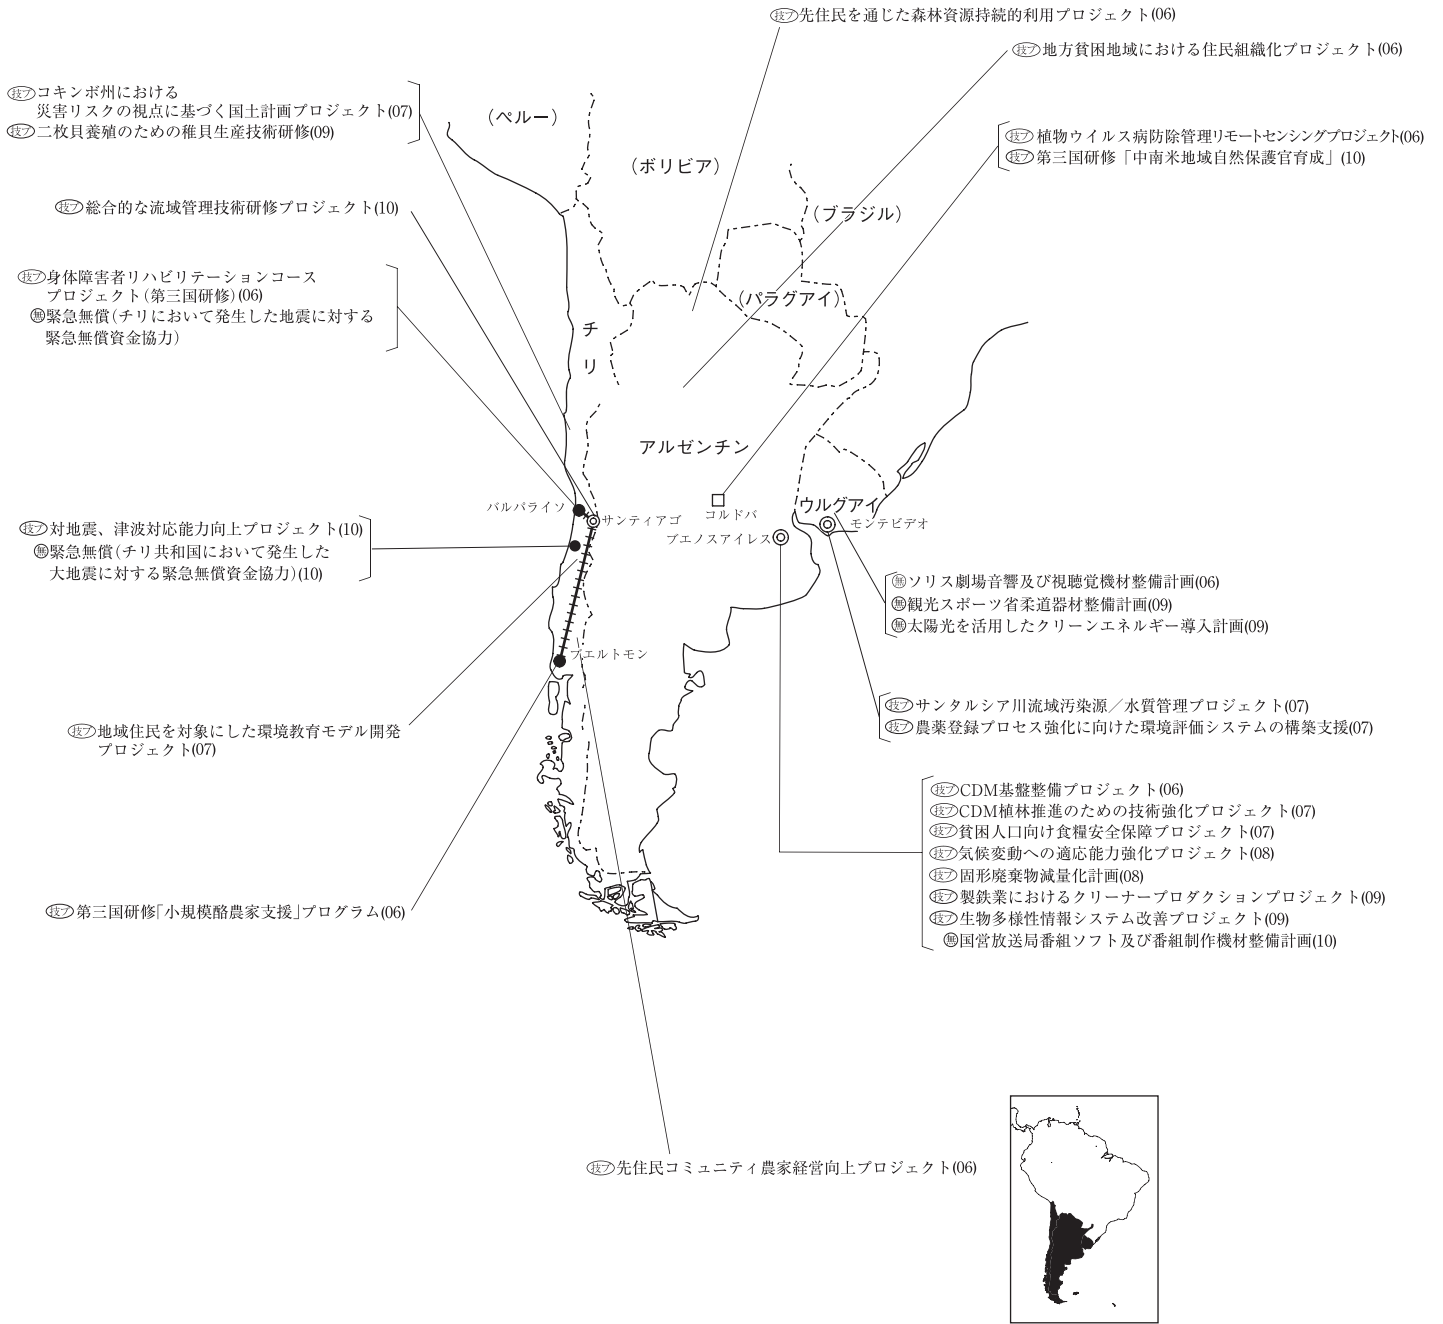 技プ先住民を通じた森林資源持続的利用プロジェクト(06)
技プ地方貧困地域における住民組織化プロジェクト(06)
技プコキンボ州における
災害リスクの視点に基づく国土計画プロジェクト(07)
技プ二枚貝養殖のための稚貝生産技術研修(09)
(ペルー)
(ボリビア)
(ブラジル)
(パラグアイ)
技プ植物ウイルス病防除管理リモートセンシングプロジェクト(06)
技プ第三国研修「中南米地域自然保護官育成」(10)
技プ総合的な流域管理技術研修プロジェクト(10)
技プ身体障害者リハビリテーションコース
プロジェクト(第三国研修)(06)
無緊急無償(チリにおいて発生した地震に対する
緊急無償資金協力)
チリ
アルゼンチン
ウルグアイ
バルパライソ
サンティアゴ
コルドバ
ブエノスアイレス
モンテビデオ
プエルトモン
技プ対地震、津波対応能力向上プロジェクト(10)
無緊急無償(チリ共和国において発生した
大地震に対する緊急無償資金協力)(10)
無ソリス劇場音響及び視聴覚機材整備計画(06)
無観光スポーツ省柔道器材整備計画(09)
無太陽光を活用したクリーンエネルギー導入計画(09)
技プサンタルシア川流域汚染源／水質管理プロジェクト(07)
技プ農薬登録プロセス強化に向けた環境評価システムの構築支援(07)
技プ地域住民を対象にした環境教育モデル開発
プロジェクト(07)
技プCDM基盤整備プロジェクト(06)
技プCDM植林推進のための技術強化プロジェクト(07)
技プ貧困人口向け食糧安全保障プロジェクト(07)
技プ気候変動への適応能力強化プロジェクト(08)
技プ固形廃棄物減量化計画(08)
技プ製鉄業におけるクリーナープロダクションプロジェクト(09)
技プ生物多様性情報システム改善プロジェクト(09)
無国営放送局番組ソフト及び番組制作機材整備計画(10)
技プ第三国研修「小規模酪農家支援」プログラム(06)
技プ先住民コミュニティ農家経営向上プロジェクト(06)